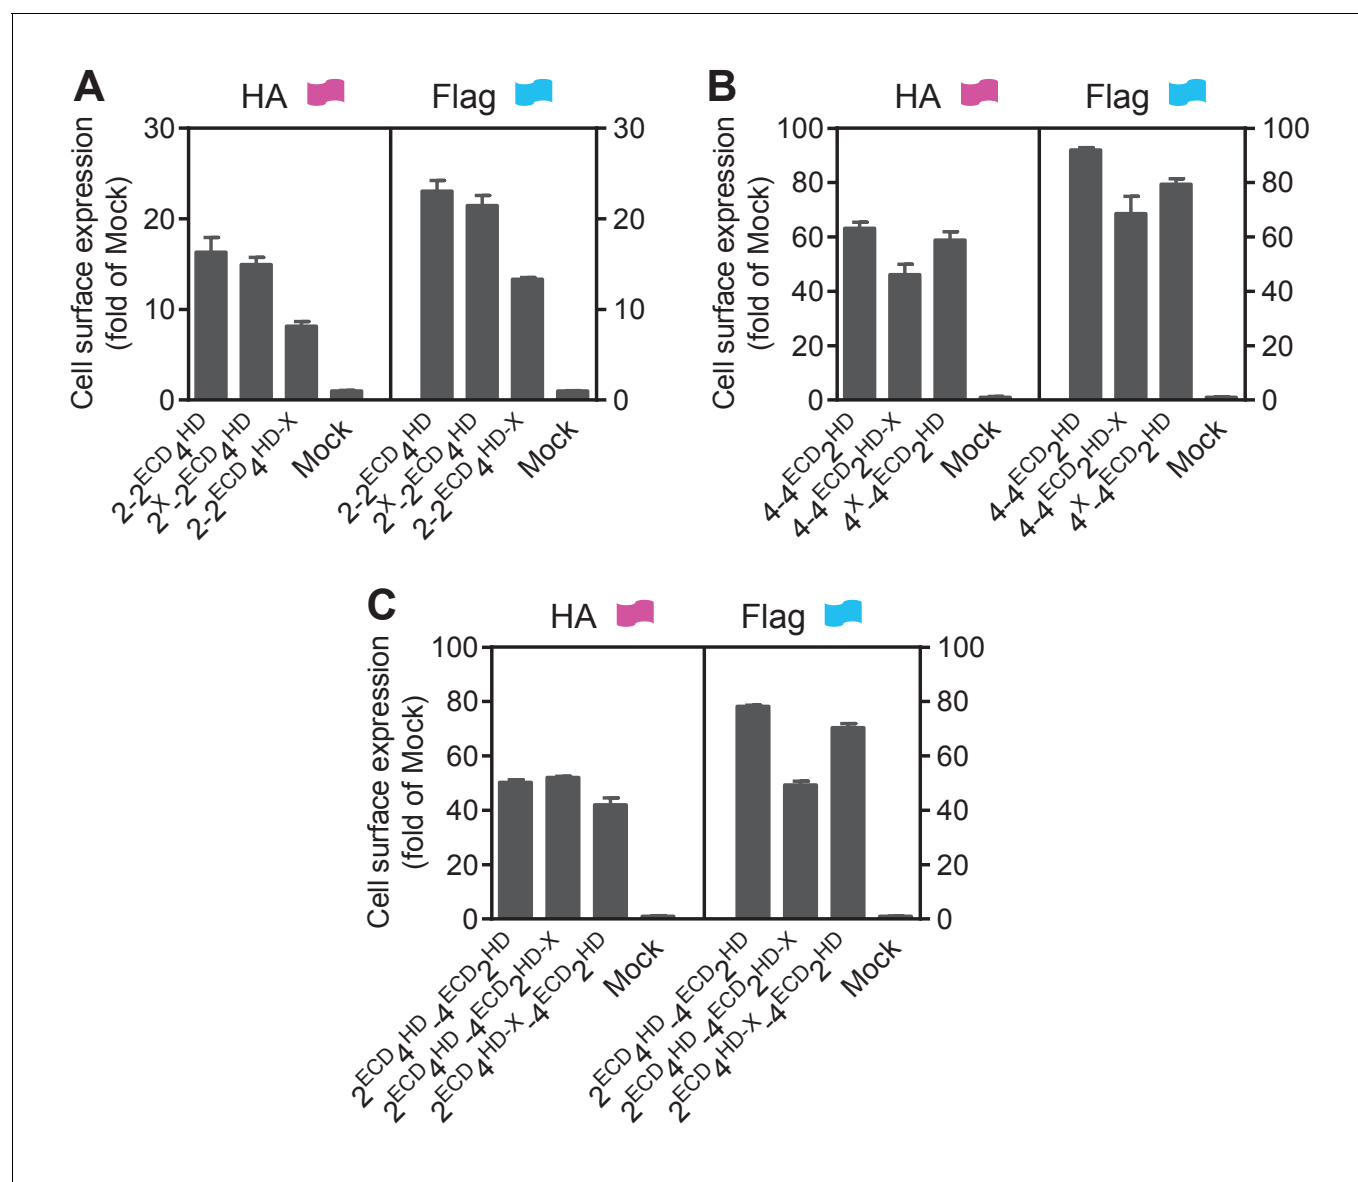 A
HA
Flag
Cell surface expression
(fold of Mock)
30
20
10
0
30
20
10
0
2-2ECD4HD
2X-2ECD4HD
2-2ECD4HD-X
Mock
2-2ECD4HD
2X-2ECD4HD
2-2ECD4HD-X
Mock
B
HA
Flag
Cell surface expression
(fold of Mock)
100
80
60
40
20
0
100
80
60
40
20
0
4-4ECD2HD
4-4ECD2HD-X
4X-4ECD2HD
Mock
4-4ECD2HD
4-4ECD2HD-X
4X-4ECD2HD
Mock
C
HA
Flag
Cell surface expression
(fold of Mock)
100
80
60
40
20
0
100
80
60
40
20
0
2ECD4HD-4ECD2HD
2ECD4HD-4ECD2HD-X
2ECD4HD-X-4ECD2HD
Mock
2ECD4HD-4ECD2HD
2ECD4HD-4ECD2HD-X
2ECD4HD-X-4ECD2HD
Mock